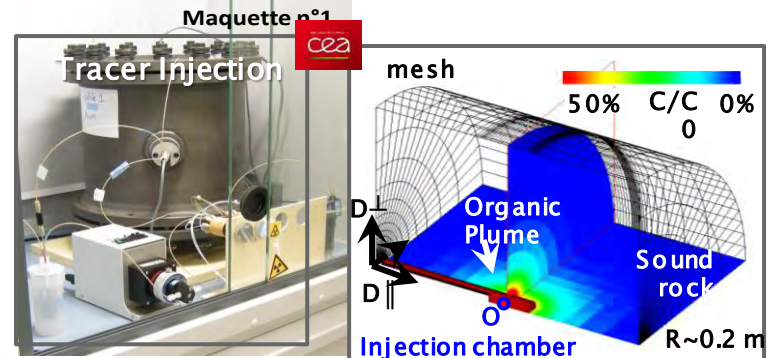 Maquette n°1
cea
Tracer Injection
mesh
50% C/C 0%
0
D⊥
Organic
Plume
Sound
rock
D∥
O
Injection chamber
R~0.2 m